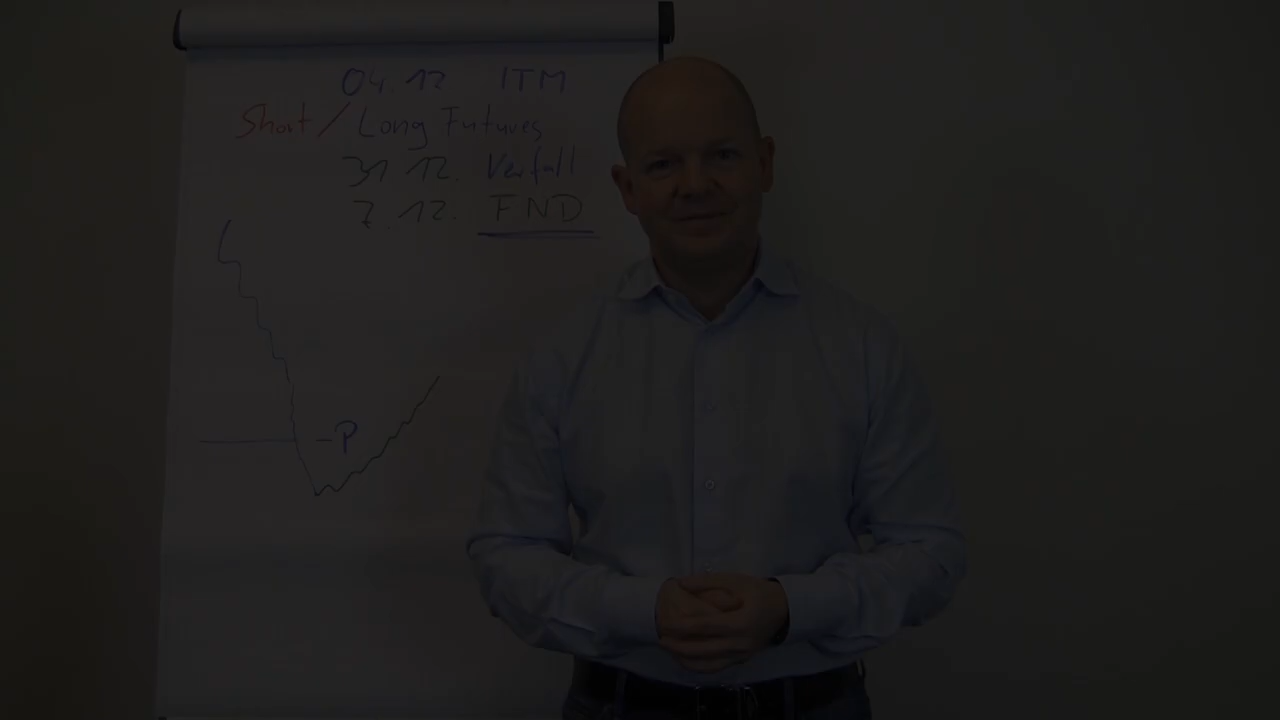 04.12 ITM
Short / Long Futures
31.12. Verfall
7.12. FND
-P